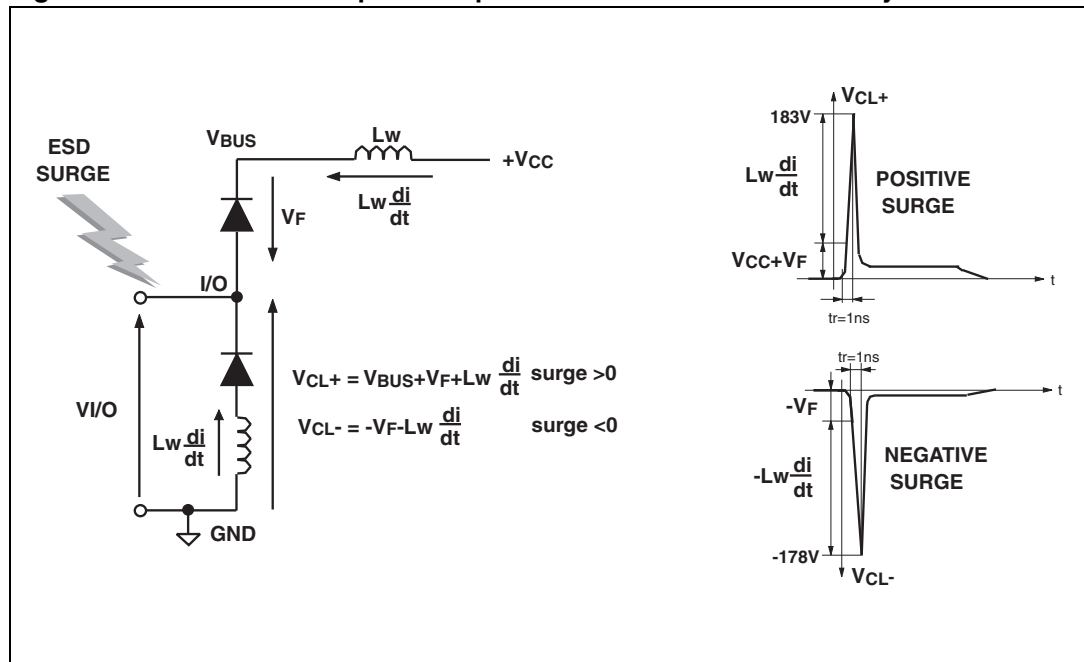 ESD
SURGE
VBUS
Lw
+VCC
Lw di/dt
VF
I/O
VI/O
Lw di/dt
VCL+ = VBUS+VF+Lw di/dt surge >0
VCL- = -VF-Lw di/dt surge <0
GND
VCL+
183V
Lw di/dt
POSITIVE
SURGE
VCC+VF
t
tr=1ns
tr=1ns
t
-VF
-Lw di/dt
NEGATIVE
SURGE
-178V
VCL-